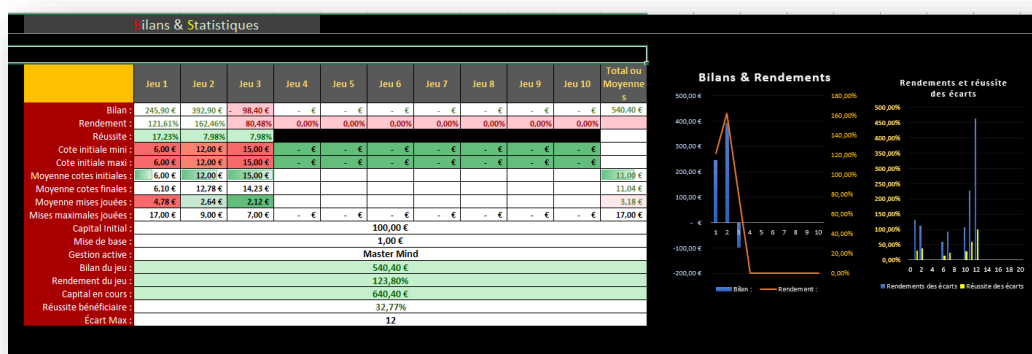 Bilans & Statistiques
Jeu 1 Jeu 2 Jeu 3 Jeu 4 Jeu 5 Jeu 6 Jeu 7 Jeu 8 Jeu 9 Jeu 10 Total ou Moyennes
Bilan : 245,90 € 392,90 € - 98,40 € - € - € - € - € - € - € - € 540,40 €
Rendement : 121,61% 162,46% 80,48% 0,00% 0,00% 0,00% 0,00% 0,00% 0,00% 0,00%
Réussite : 17,23% 7,98% 7,98%
Cote initiale mini : 6,00 € 12,00 € 15,00 € - € - € - € - € - € - € - €
Cote initiale maxi : 6,00 € 12,00 € 15,00 € - € - € - € - € - € - € - €
Moyenne cotes initiales : 6,00 € 12,00 € 15,00 € 11,00 €
Moyenne cotes finales : 6,10 € 12,78 € 14,23 € 11,04 €
Moyenne mises jouées : 4,78 € 2,64 € 2,12 € 3,18 €
Mises maximales jouées : 17,00 € 9,00 € 7,00 € - € - € - € - € - € - € - € 17,00 €
Capital Initial : 100,00 €
Mise de base : 1,00 €
Gestion active : Master Mind
Bilan du jeu : 540,40 €
Rendement du jeu : 123,80%
Capital en cours : 640,40 €
Réussite bénéficiaire : 32,77%
Écart Max : 12
Bilans & Rendements
500,00 € 180,00%
400,00 € 160,00%
300,00 € 140,00%
200,00 € 120,00%
100,00 € 100,00%
- € 80,00%
-100,00 € 60,00%
-200,00 € 40,00%
20,00%
0,00%
1 2 3 4 5 6 7 8 9 10
Bilan : Rendement :
Rendements et réussite
des écarts
500,00%
450,00%
400,00%
350,00%
300,00%
250,00%
200,00%
150,00%
100,00%
50,00%
0,00%
0 2 4 6 8 10 12 14 16 18 20
Rendements des écarts Réussite des écarts